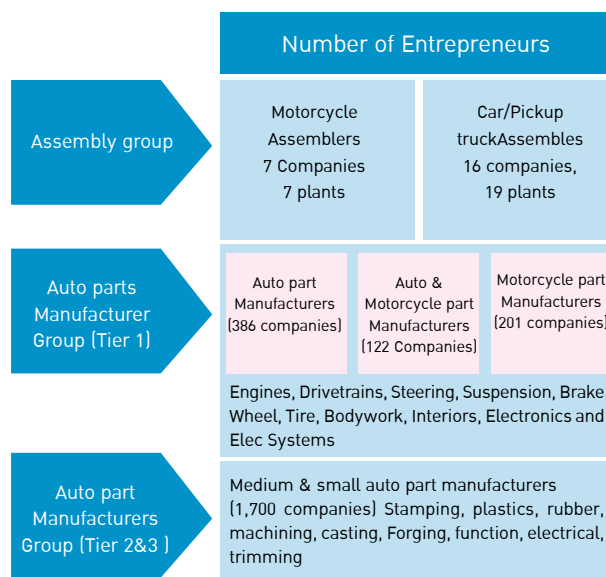 Number of Entrepreneurs
Assembly group
Motorcycle
Assemblers
7 Companies
7 plants
Car/Pickup
truckAssembles
16 companies,
19 plants
Auto parts
Manufacturer
Group (Tier 1)
Auto part
Manufacturers
(386 companies)
Auto &
Motorcycle part
Manufacturers
(122 Companies)
Motorcycle part
Manufacturers
(201 companies)
Engines, Drivetrains, Steering, Suspension, Brake
Wheel, Tire, Bodywork, Interiors, Electronics and
Elec Systems
Auto part
Manufacturers
Group (Tier 2&3 )
Medium & small auto part manufacturers
(1,700 companies) Stamping, plastics, rubber,
machining, casting, Forging, function, electrical,
trimming